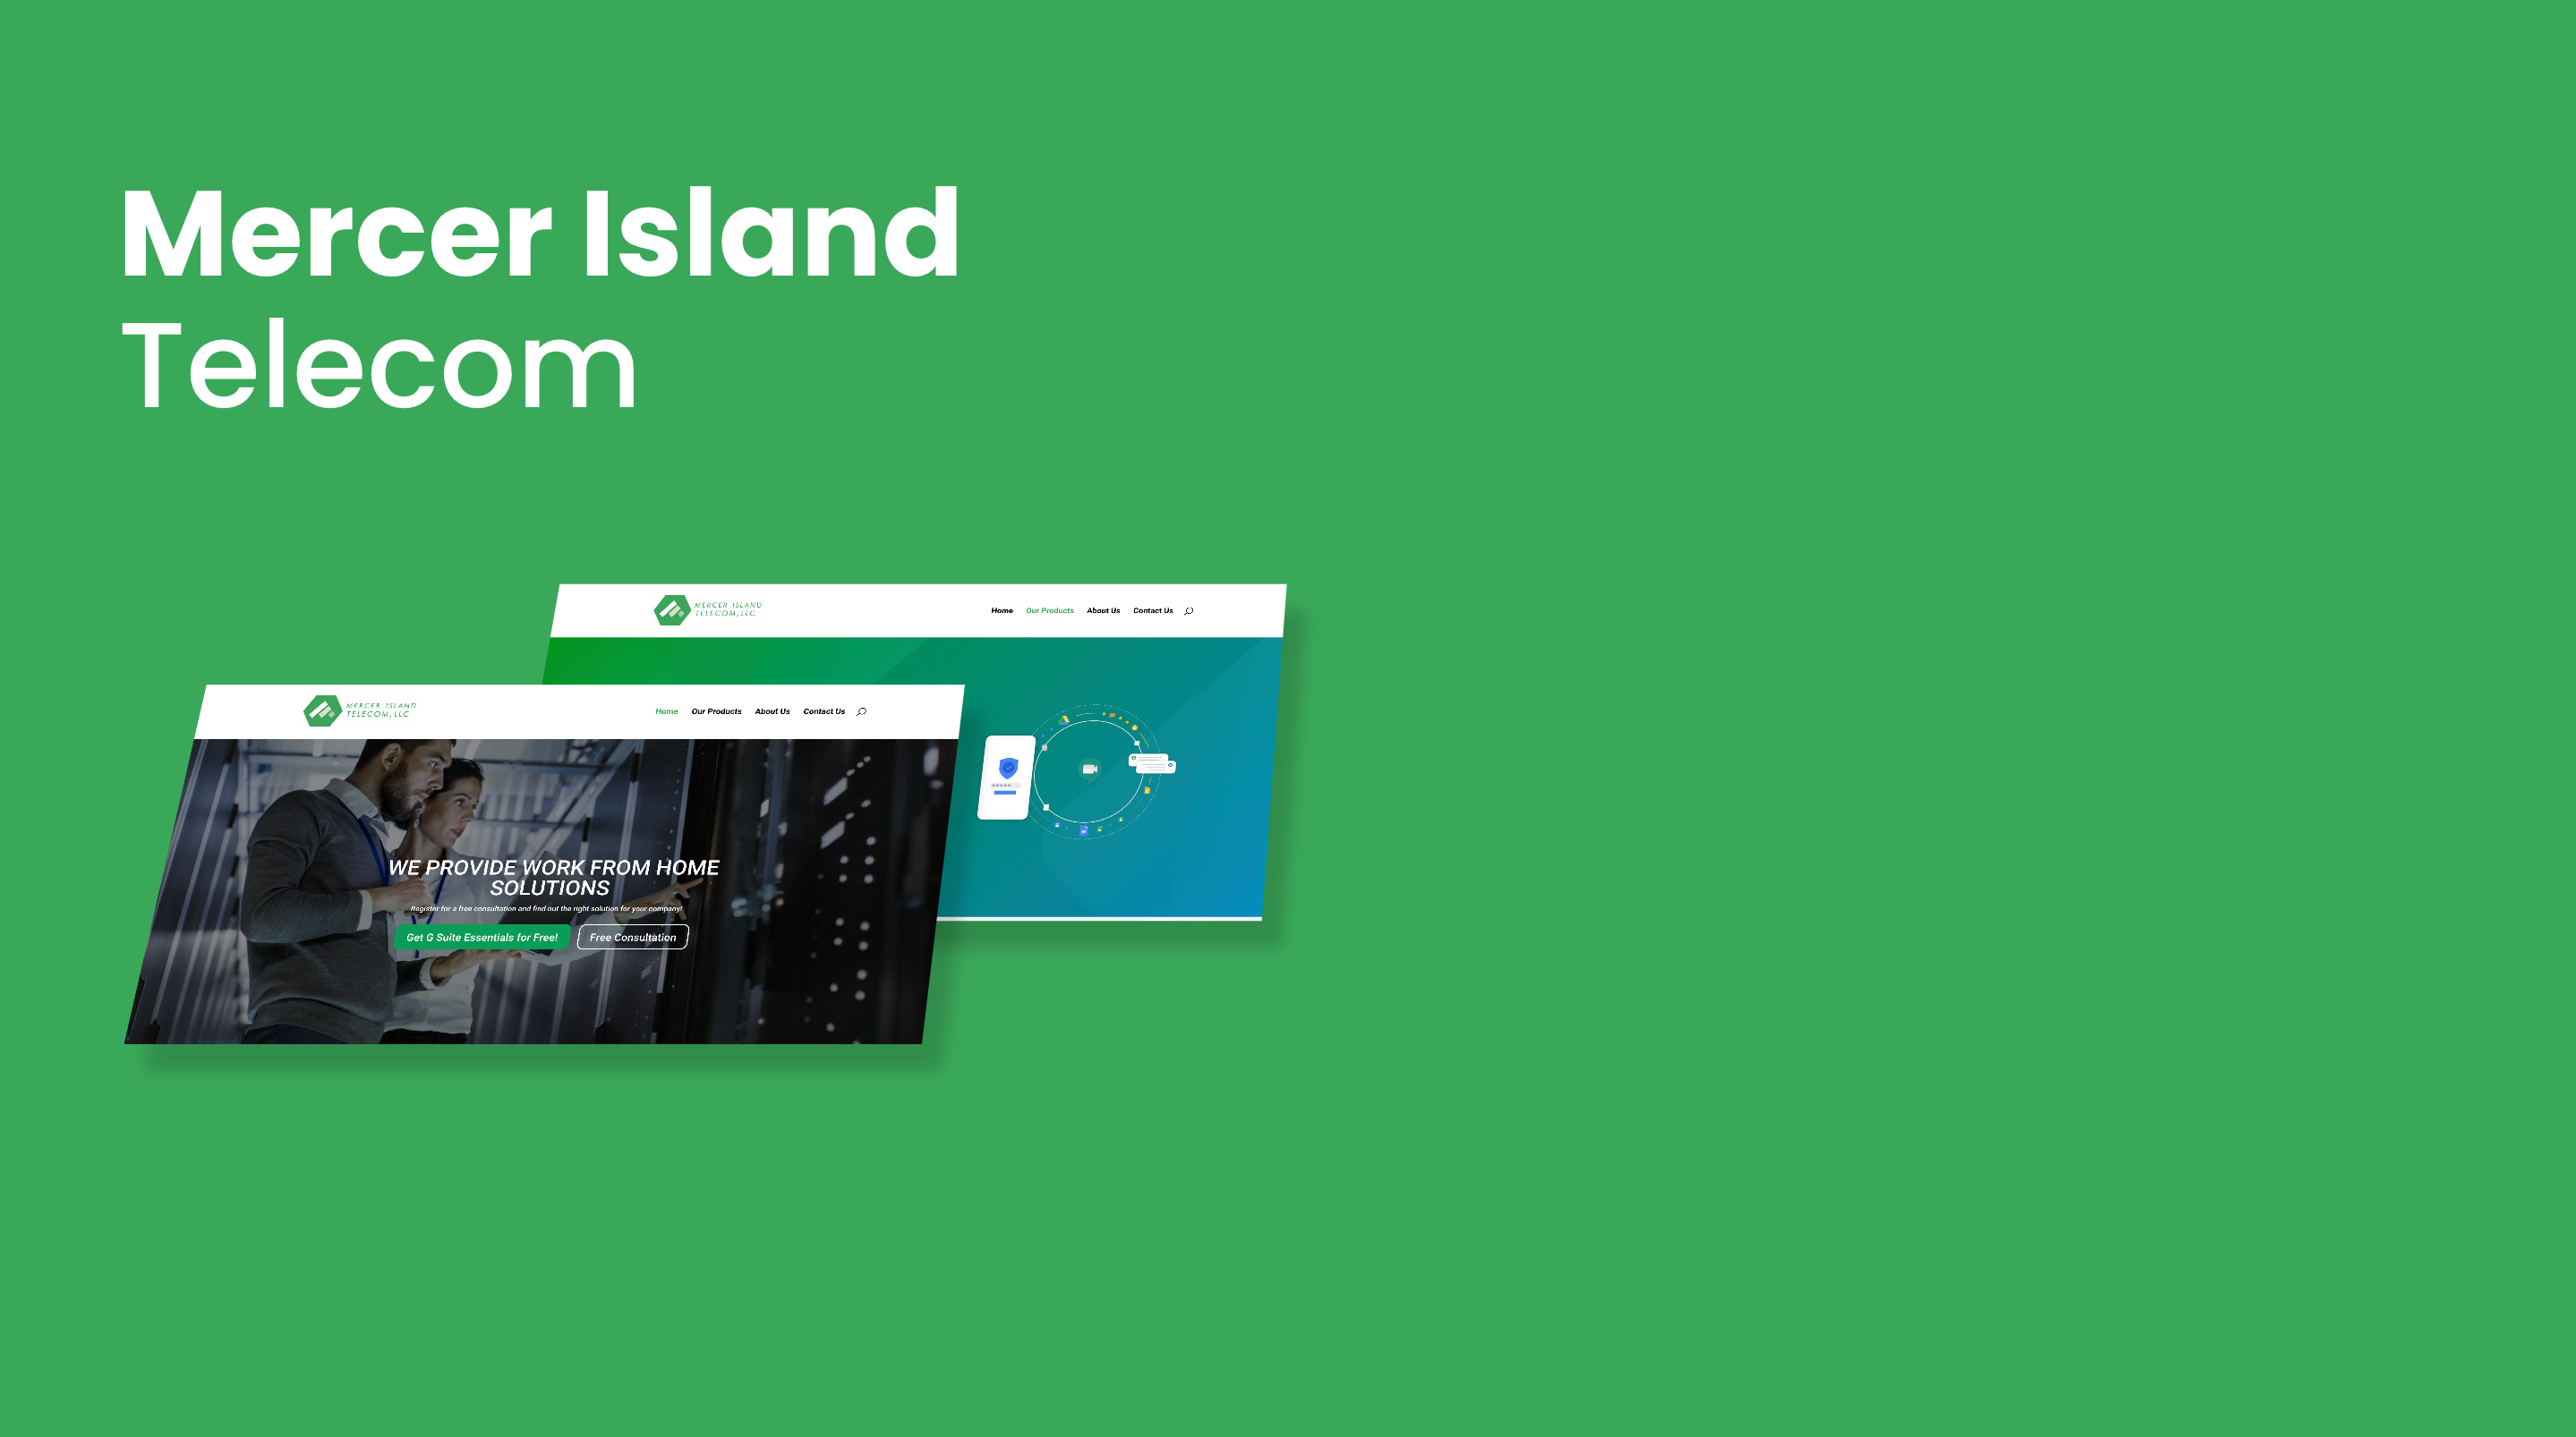 Mercer Island
Telecom
MERCER ISLAND
TELECOM, LLC
Home Our Products About Us Contact Us
MERCER ISLAND
TELECOM, LLC
Home Our Products About Us Contact Us
WE PROVIDE WORK FROM HOME
SOLUTIONS
Register for a free consultation and find out the right solution for your company!
Get G Suite Essentials for Free! Free Consultation